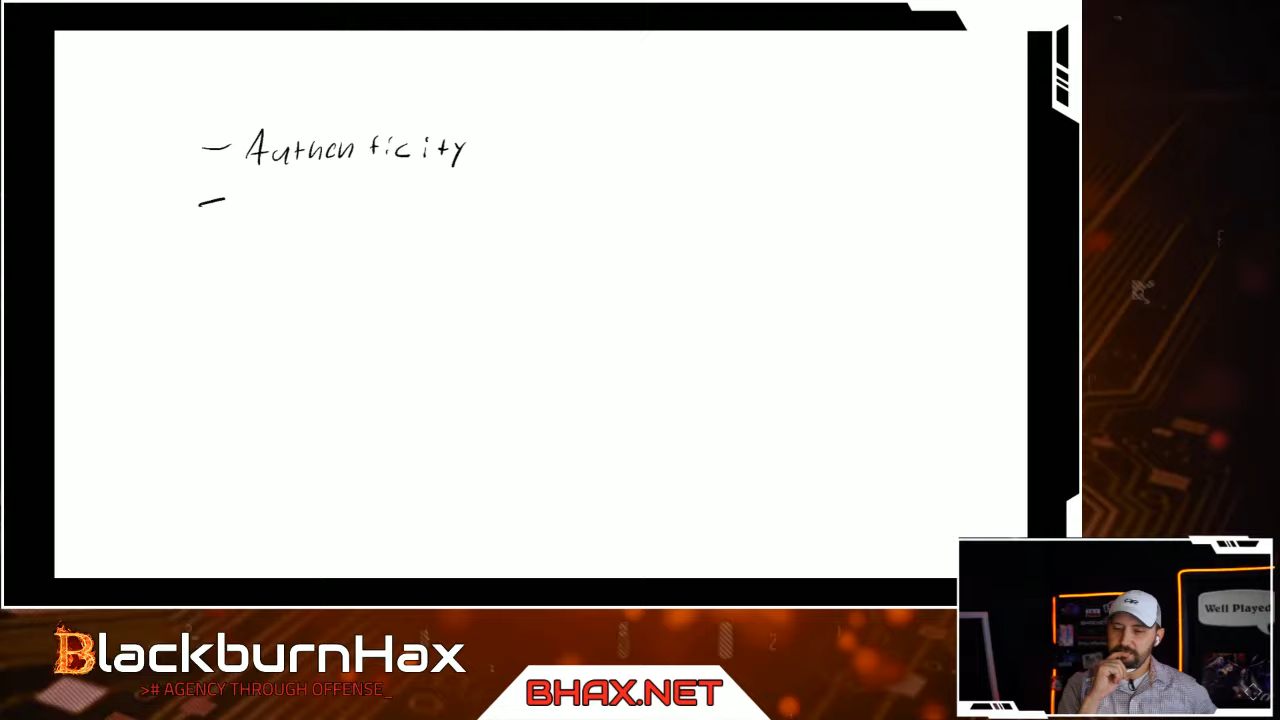 – Authenticity
–
Well Played
BlackburnHax
># AGENCY THROUGH OFFENSE_
BHAX.NET